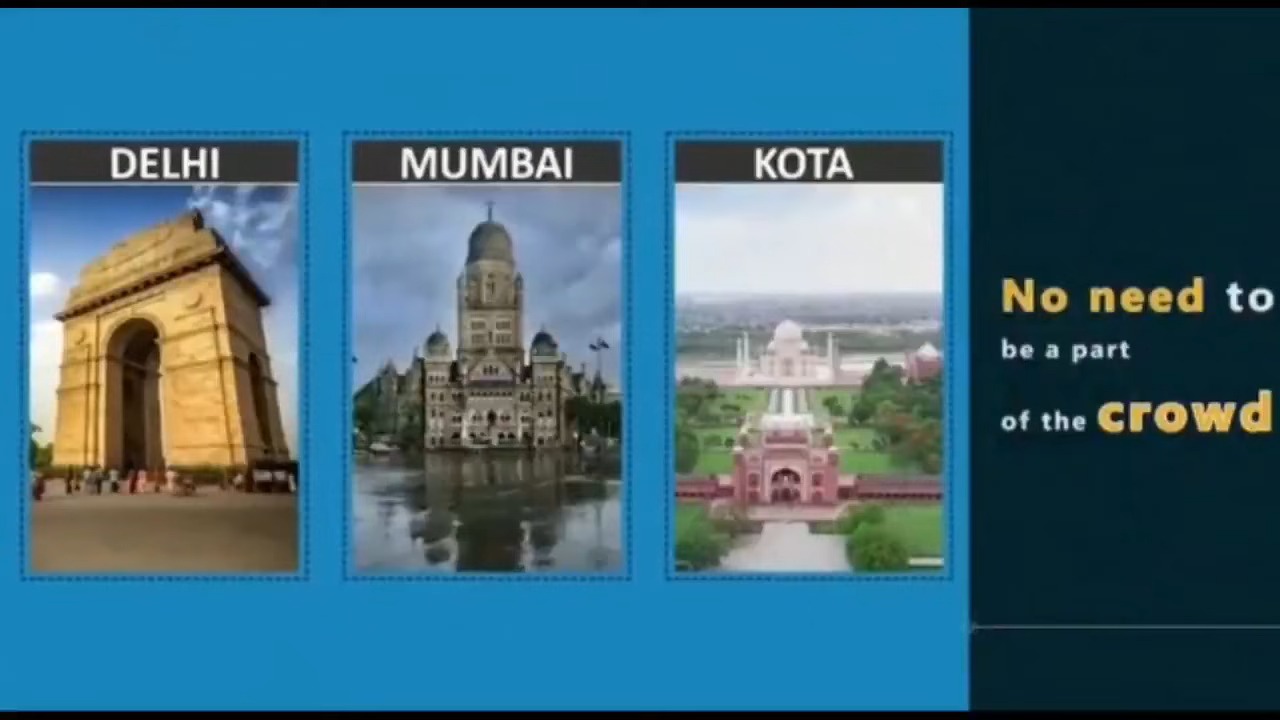 DELHI
MUMBAI
KOTA
No need to
be a part
of the crowd